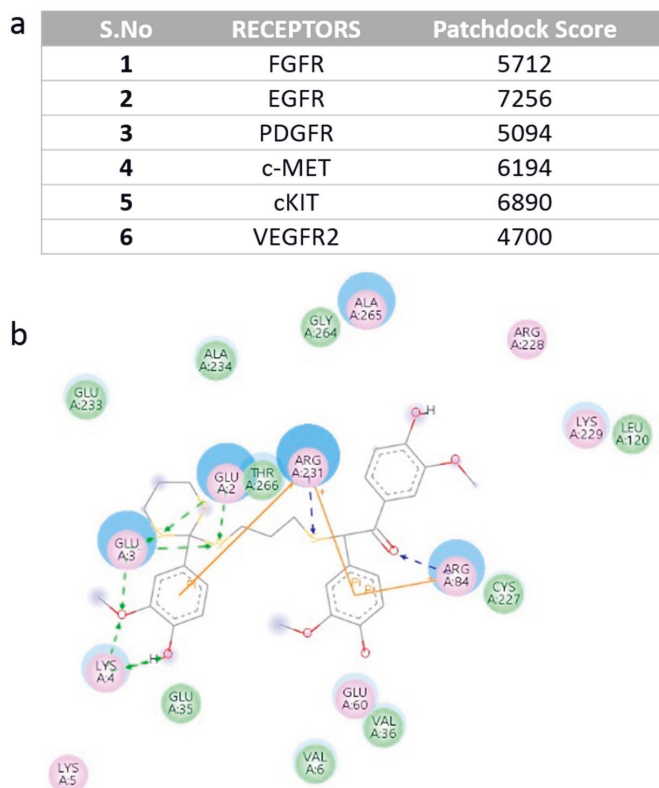 a
S.No RECEPTORS Patchdock Score
1 FGFR 5712
2 EGFR 7256
3 PDGFR 5094
4 c-MET 6194
5 cKIT 6890
6 VEGFR2 4700
b
ALA
A:265
GLY
A:264
ARG
A:228
ALA
A:234
GLU
A:233
LYS
A:229
LEU
A:120
H
GLU
A:2
THR
A:266
ARG
A:231
+
GLU
A:3
ARG
A:84
CYS
A:227
Pi
Pi
Pi
LYS
A:4
H
GLU
A:35
GLU
A:60
VAL
A:36
VAL
A:6
LYS
A:5